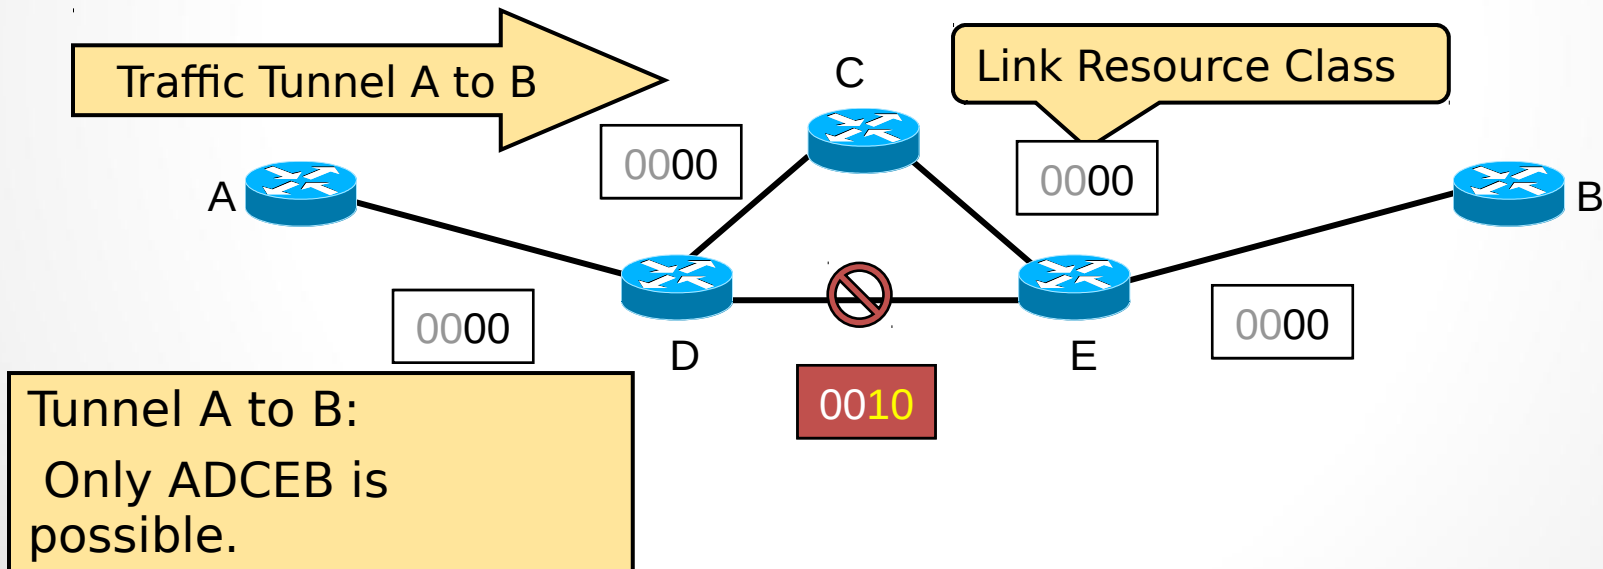 Traffic Tunnel A to B
Link Resource Class
C
0000
0000
A
B
0000
0000
D
E
0010
Tunnel A to B:
Only ADCEB is
possible.